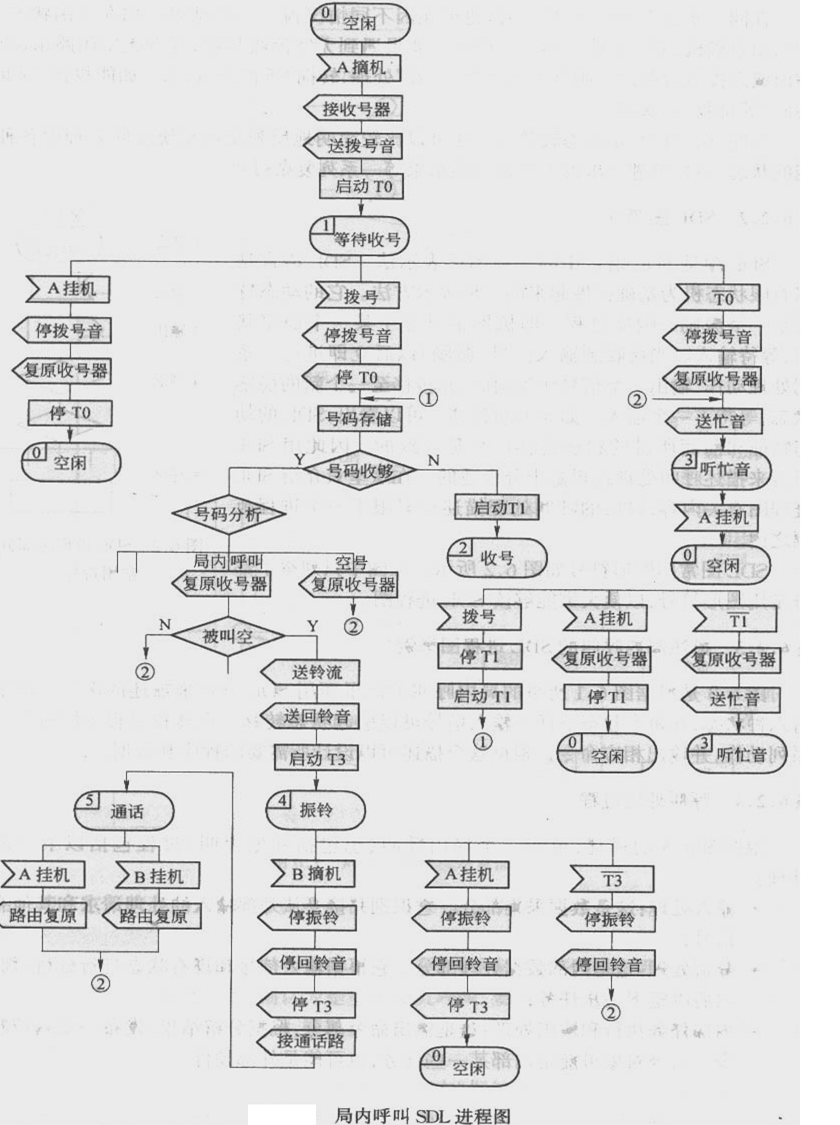 0 空闲
A摘机
接收号器
送拨号音
启动 T0
1 等待收号
A挂机
停拨号音
复原收号器
停 T0
0 空闲
拨号
停拨号音
停 T0
①
号码存储
号码收够
Y
N
T0
停拨号音
复原收号器
②
送忙音
3 听忙音
A挂机
0 空闲
号码分析
局内呼叫
复原收号器
空号
复原收号器
②
被叫空
N
②
Y
启动T1
2 收号
拨号
停 T1
启动 T1
①
A挂机
复原收号器
停 T1
0 空闲
T1
复原收号器
送忙音
3 听忙音
送铃流
送回铃音
启动 T3
4 振铃
5 通话
A挂机
路由复原
B挂机
路由复原
②
B摘机
停振铃
停回铃音
停 T3
接通话路
A挂机
停振铃
停回铃音
停 T3
0 空闲
T3
停振铃
停回铃音
②
局内呼叫 SDL 进程图